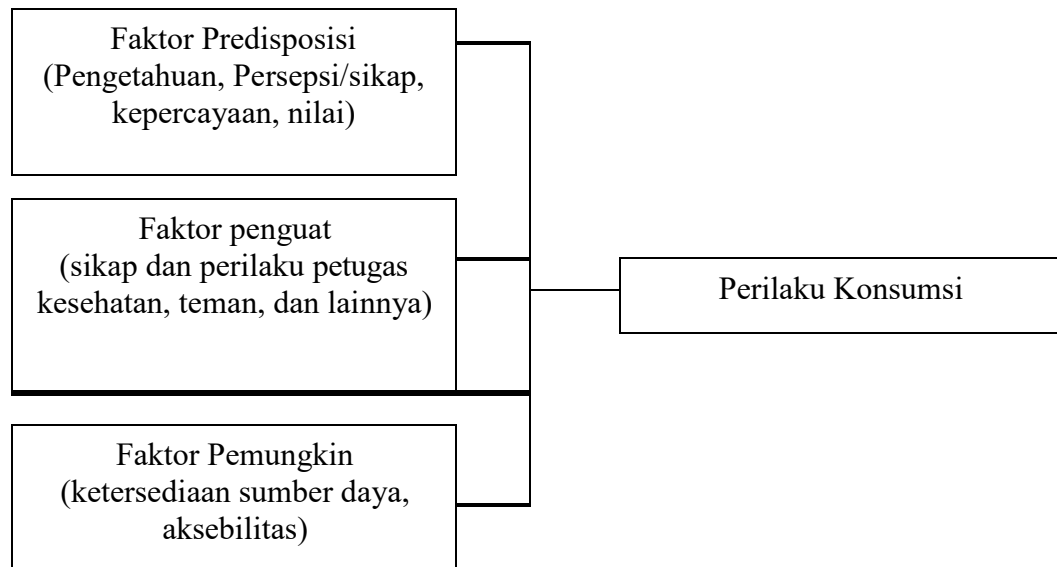 Faktor Predisposisi
(Pengetahuan, Persepsi/sikap,
kepercayaan, nilai)
Faktor penguat
(sikap dan perilaku petugas
kesehatan, teman, dan lainnya)
Perilaku Konsumsi
Faktor Pemungkin
(ketersediaan sumber daya,
aksebilitas)